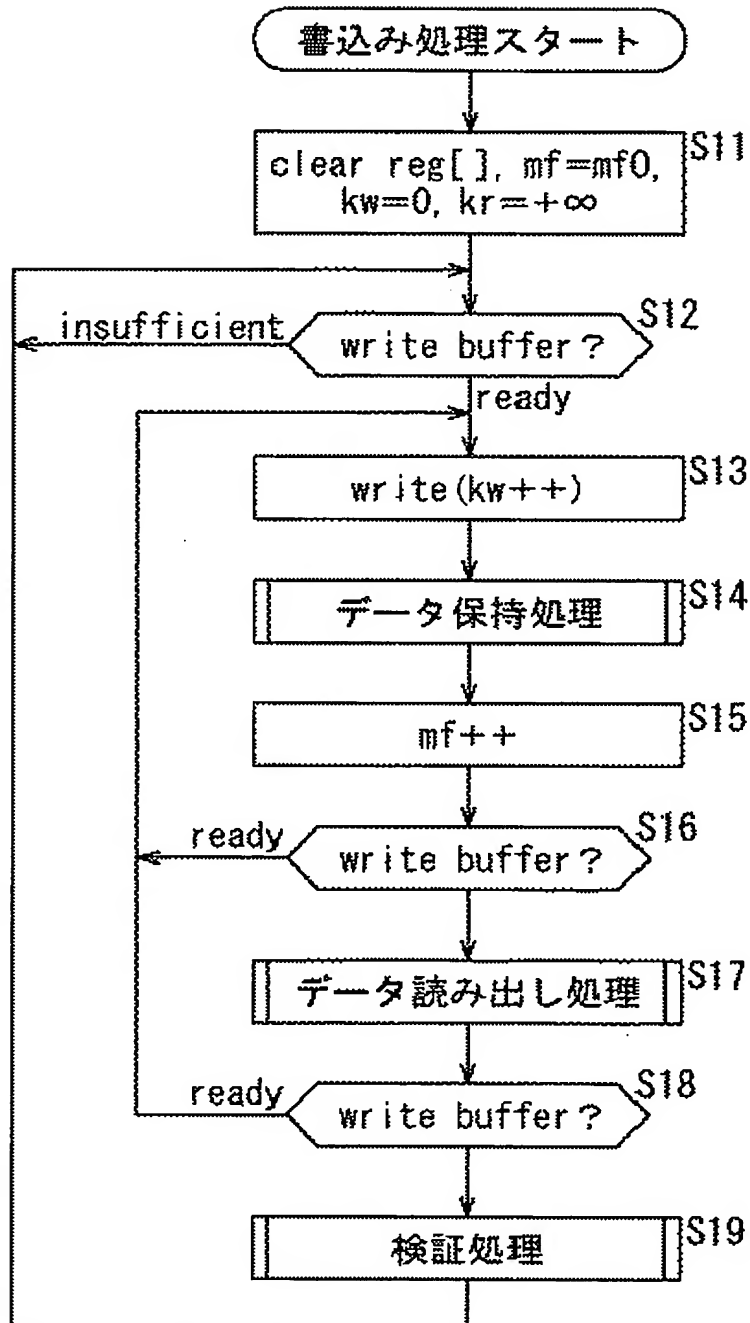 書込み処理スタート
S11
clear reg[], mf=mf0,
kw=0, kr=+∞
insufficient
S12
write buffer?
ready
S13
write(kw++)
S14
データ保持処理
S15
mf++
ready
S16
write buffer?
S17
データ読み出し処理
ready
S18
write buffer?
S19
検証処理